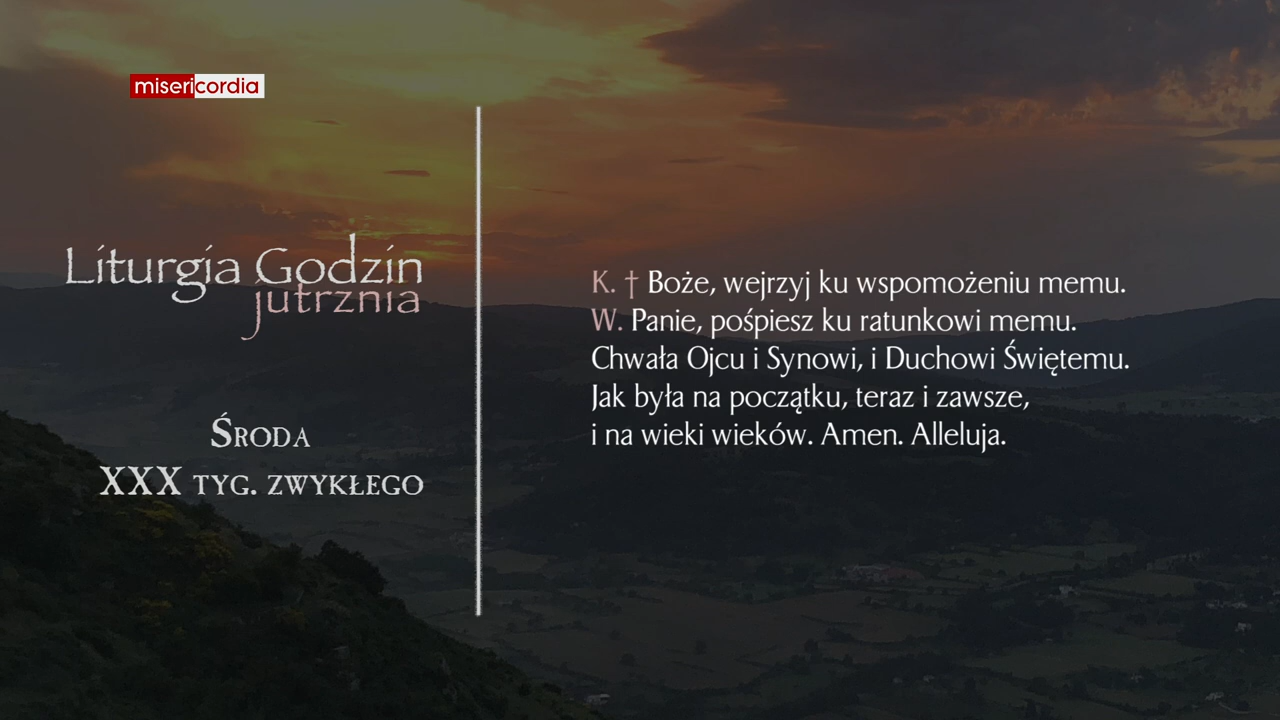 misericordia
Liturgia Godzin
jutrznia
Środa
XXX tyg. zwykłego
K. † Boże, wejrzyj ku wspomożeniu memu.
W. Panie, pośpiesz ku ratunkowi memu.
Chwała Ojcu i Synowi, i Duchowi Świętemu.
Jak była na początku, teraz i zawsze,
i na wieki wieków. Amen. Alleluja.